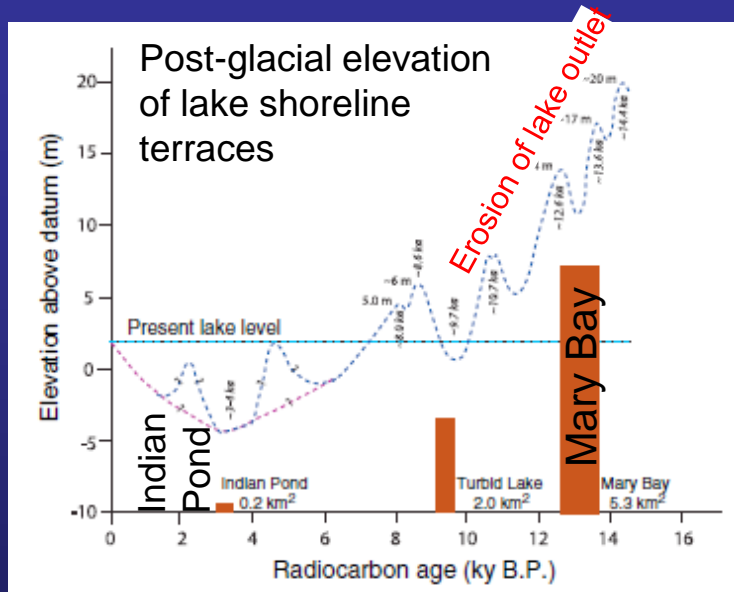 Post-glacial elevation
of lake shoreline
terraces
Erosion of lake outlet
Elevation above datum (m)
20
15
10
5
0
-5
-10
~20 m
~14.4 ka
-17 m
~13.6 ka
~12.6 ka
~10.7 ka
~9.7 ka
~8.6 ka
~6 m
5.0 m
~8.0 ka
Present lake level
~3-4 ka
?
?
?
?
?
?
Indian
Pond
Indian Pond
0.2 km²
Turbid Lake
2.0 km²
Mary Bay
Mary Bay
5.3 km²
0 2 4 6 8 10 12 14 16
Radiocarbon age (ky B.P.)